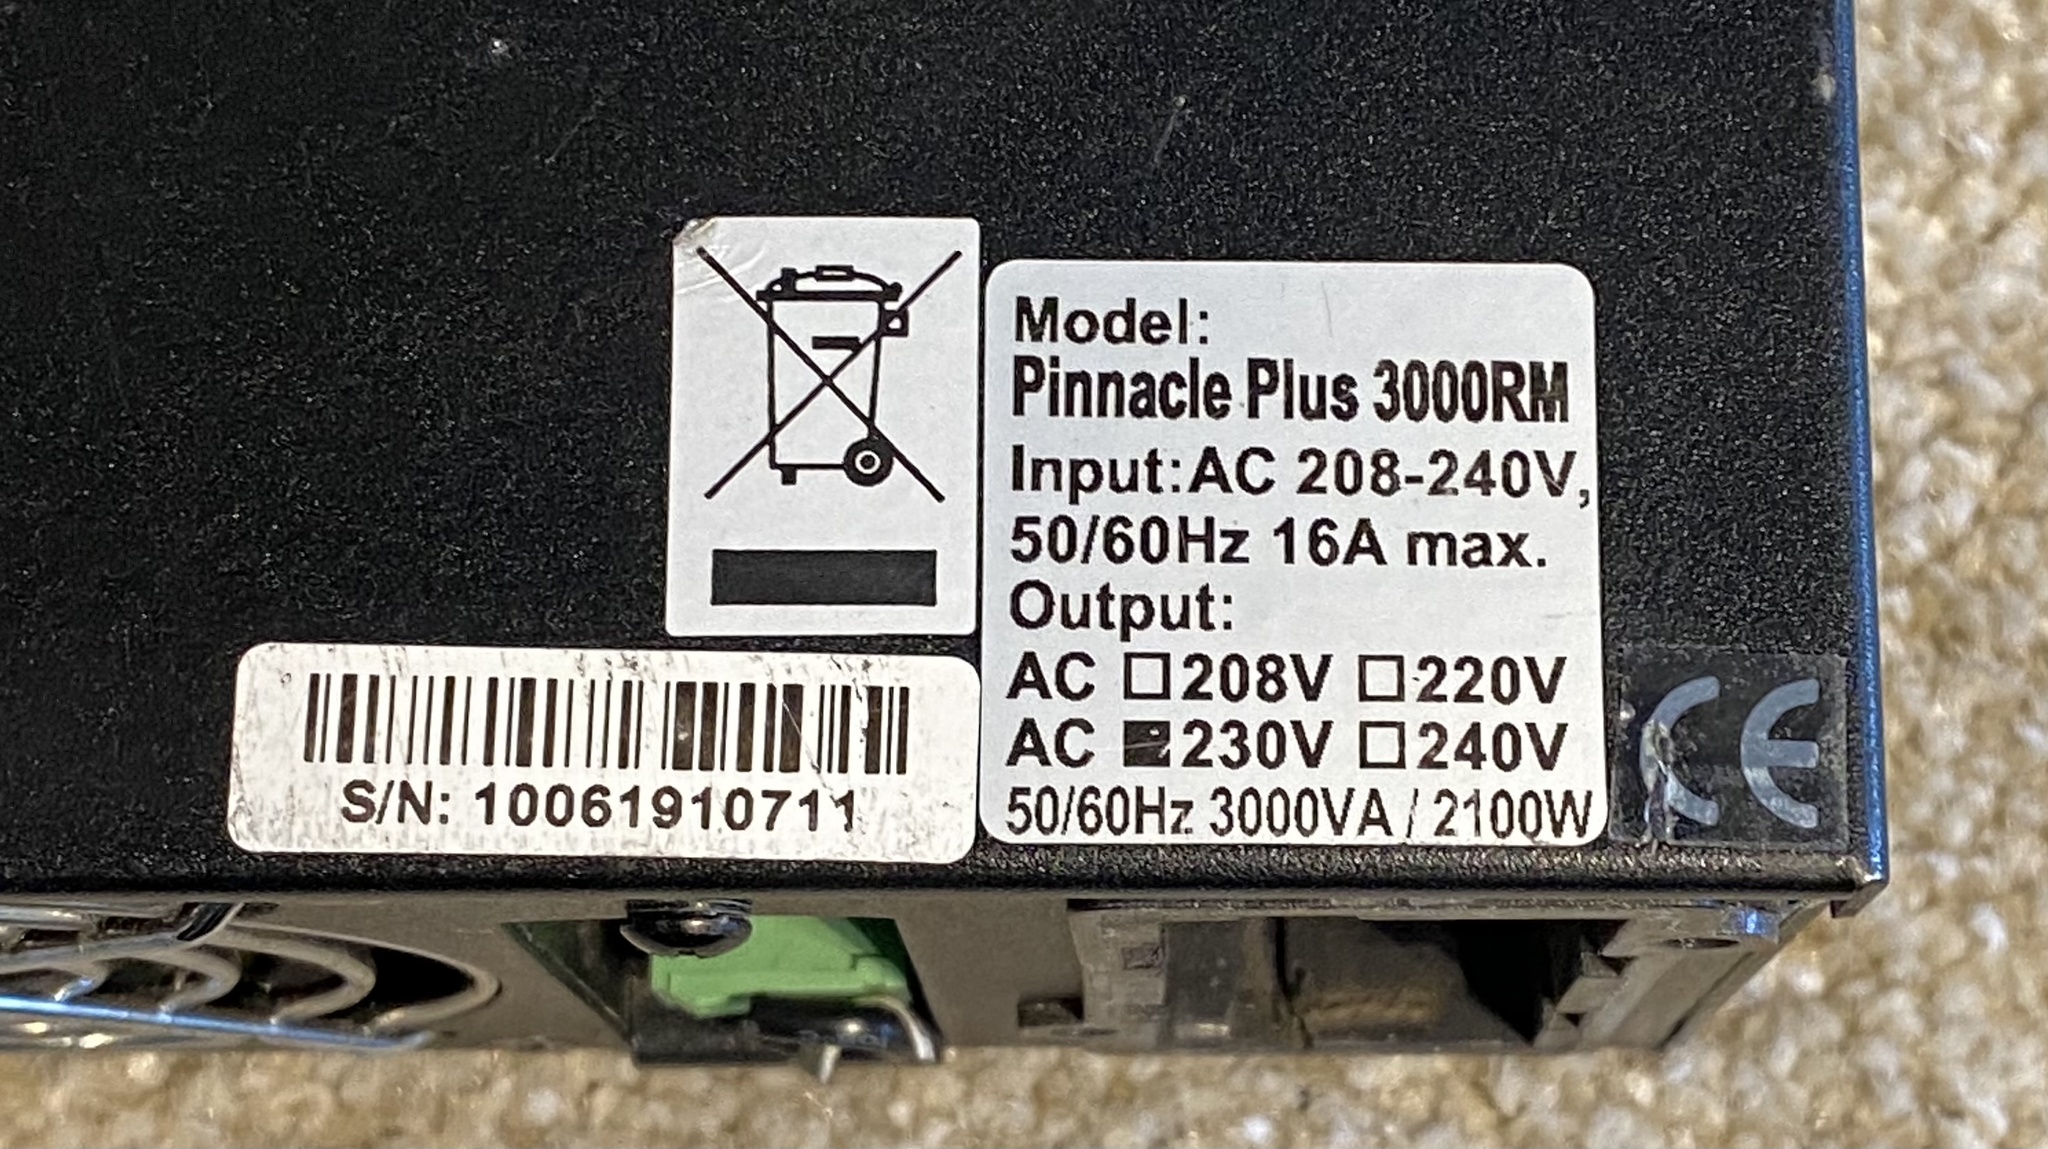 Model:
Pinnacle Plus 3000RM
Input:AC 208-240V,
50/60Hz 16A max.
Output:
AC □208V □220V
AC ■230V □240V
50/60Hz 3000VA / 2100W
S/N: 10061910711
CE